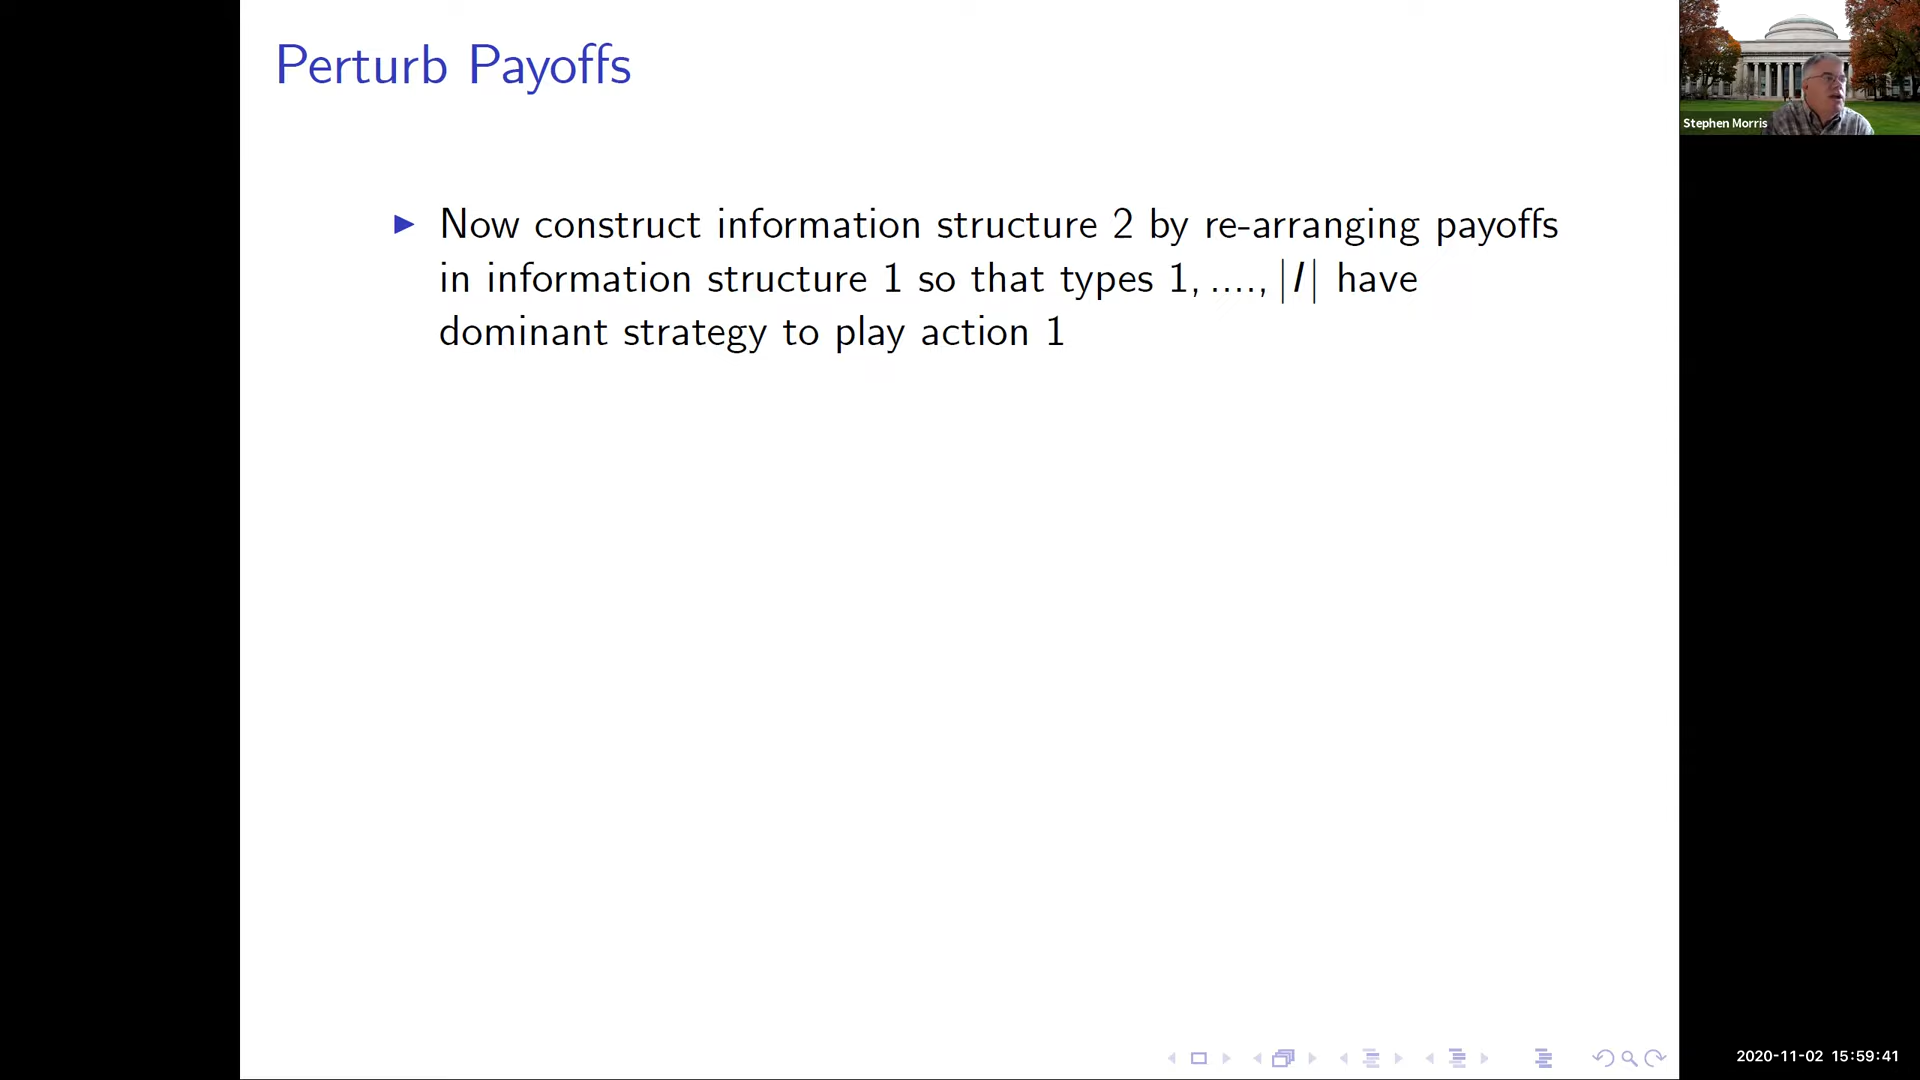 Perturb Payoffs
Stephen Morris
▶ Now construct information structure 2 by re-arranging payoffs
in information structure 1 so that types 1, ...., |I| have
dominant strategy to play action 1
2020-11-02 15:59:41